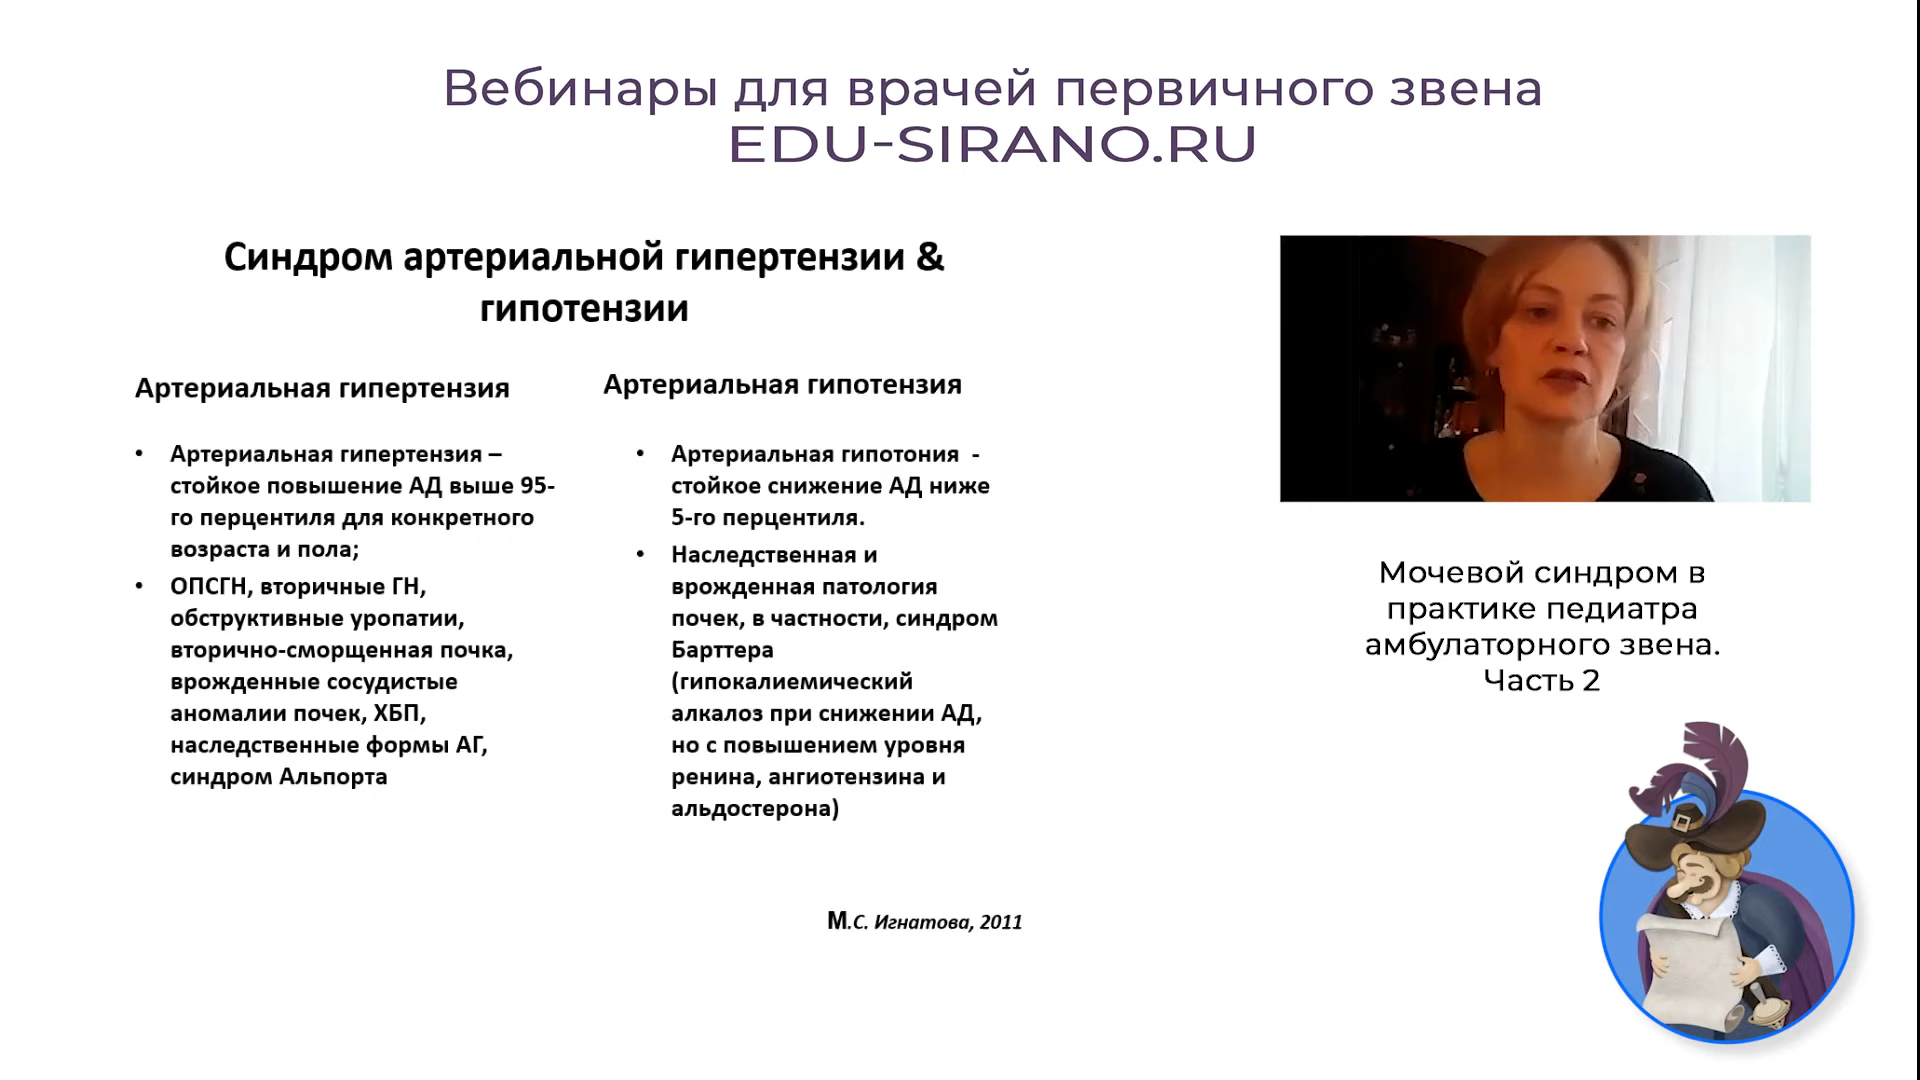 Вебинары для врачей первичного звена
EDU-SIRANO.RU
Синдром артериальной гипертензии &
гипотензии
Артериальная гипертензия
• Артериальная гипертензия –
стойкое повышение АД выше 95-
го перцентиля для конкретного
возраста и пола;
• ОПСГН, вторичные ГН,
обструктивные уропатии,
вторично-сморщенная почка,
врожденные сосудистые
аномалии почек, ХБП,
наследственные формы АГ,
синдром Альпорта
Артериальная гипотензия
• Артериальная гипотония -
стойкое снижение АД ниже
5-го перцентиля.
• Наследственная и
врожденная патология
почек, в частности, синдром
Барттера
(гипокалиемический
алкалоз при снижении АД,
но с повышением уровня
ренина, ангиотензина и
альдостерона)
М.С. Игнатова, 2011
Мочевой синдром в
практике педиатра
амбулаторного звена.
Часть 2